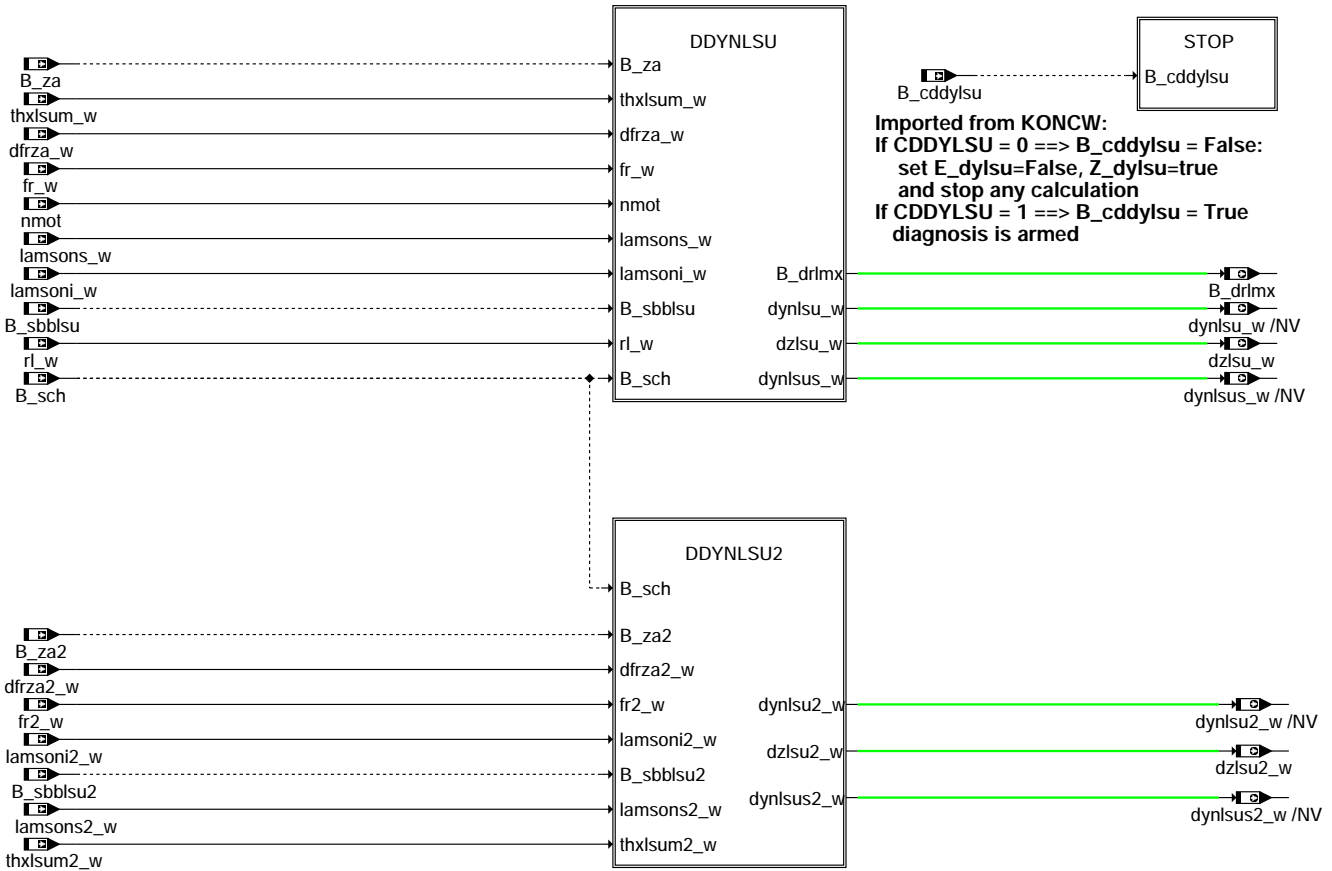 DDYNLSU
B_za
thxlsum_w
dfrza_w
fr_w
nmot
lamsons_w
lamsoni_w
B_sbblsu
rl_w
B_sch
B_za
thxlsum_w
dfrza_w
fr_w
nmot
lamsons_w
lamsoni_w
B_sbblsu
rl_w
B_sch
B_drlmx
dynlsu_w
dzlsu_w
dynlsus_w
B_drlmx
dynlsu_w /NV
dzlsu_w
dynlsus_w /NV
STOP
B_cddylsu
B_cddylsu
Imported from KONCW:
If CDDYLSU = 0 ==> B_cddylsu = False:
set E_dylsu=False, Z_dylsu=true
and stop any calculation
If CDDYLSU = 1 ==> B_cddylsu = True
diagnosis is armed
DDYNLSU2
B_sch
B_za2
dfrza2_w
fr2_w
lamsoni2_w
B_sbblsu2
lamsons2_w
thxlsum2_w
B_za2
dfrza2_w
fr2_w
lamsoni2_w
B_sbblsu2
lamsons2_w
thxlsum2_w
dynlsu2_w
dzlsu2_w
dynlsus2_w
dynlsu2_w /NV
dzlsu2_w
dynlsus2_w /NV